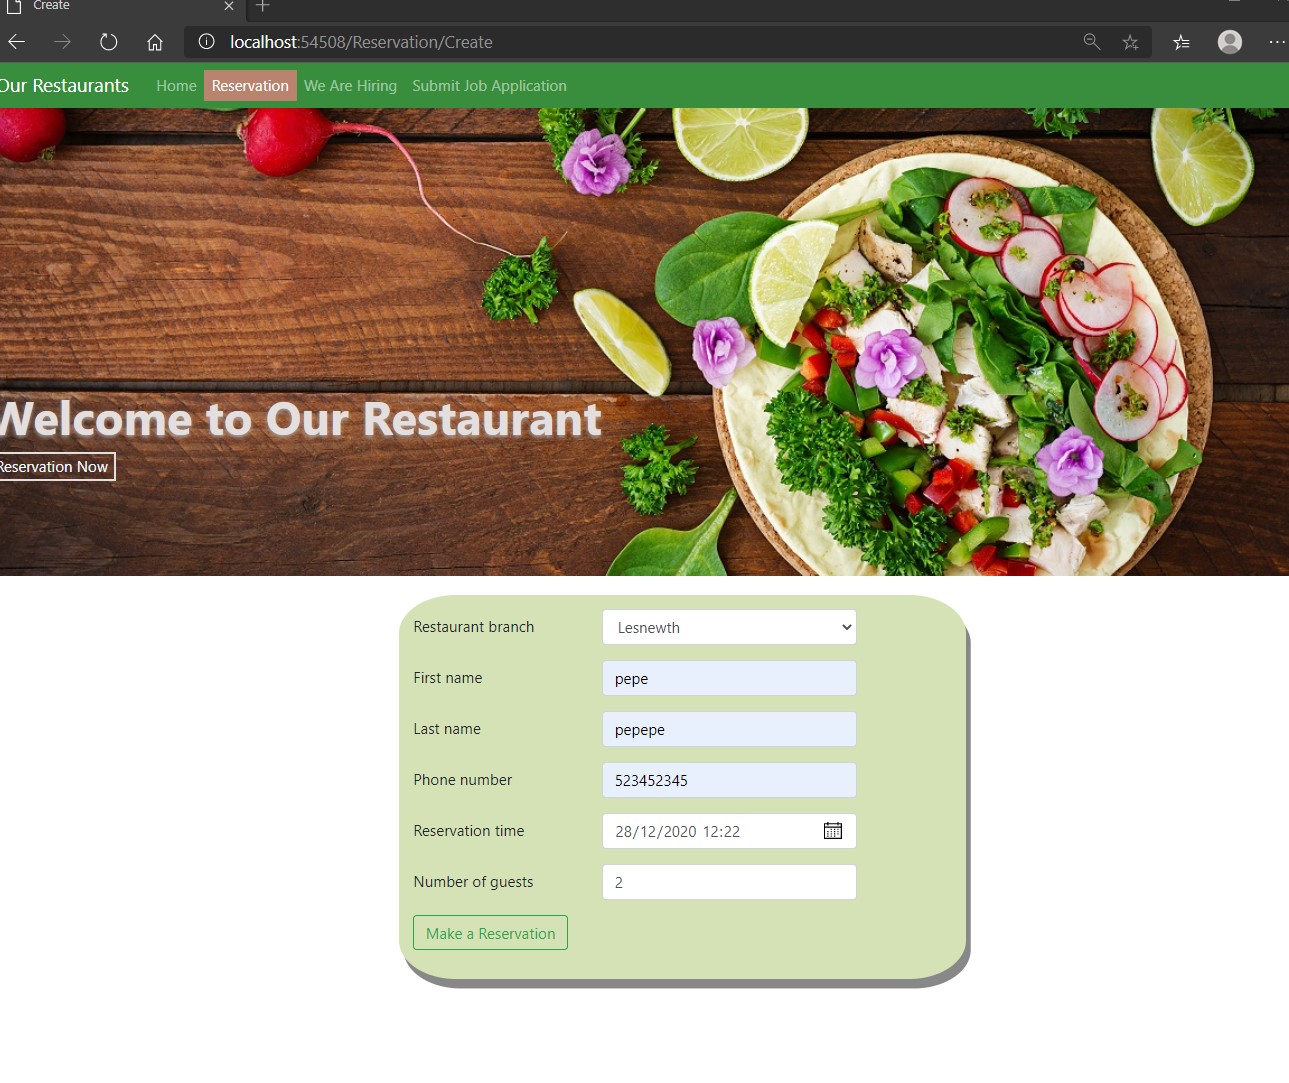 Create
localhost:54508/Reservation/Create
Our Restaurants Home Reservation We Are Hiring Submit Job Application
Welcome to Our Restaurant
Reservation Now
Restaurant branch Lesnewth
First name pepe
Last name pepepe
Phone number 523452345
Reservation time 28/12/2020 12:22
Number of guests 2
Make a Reservation